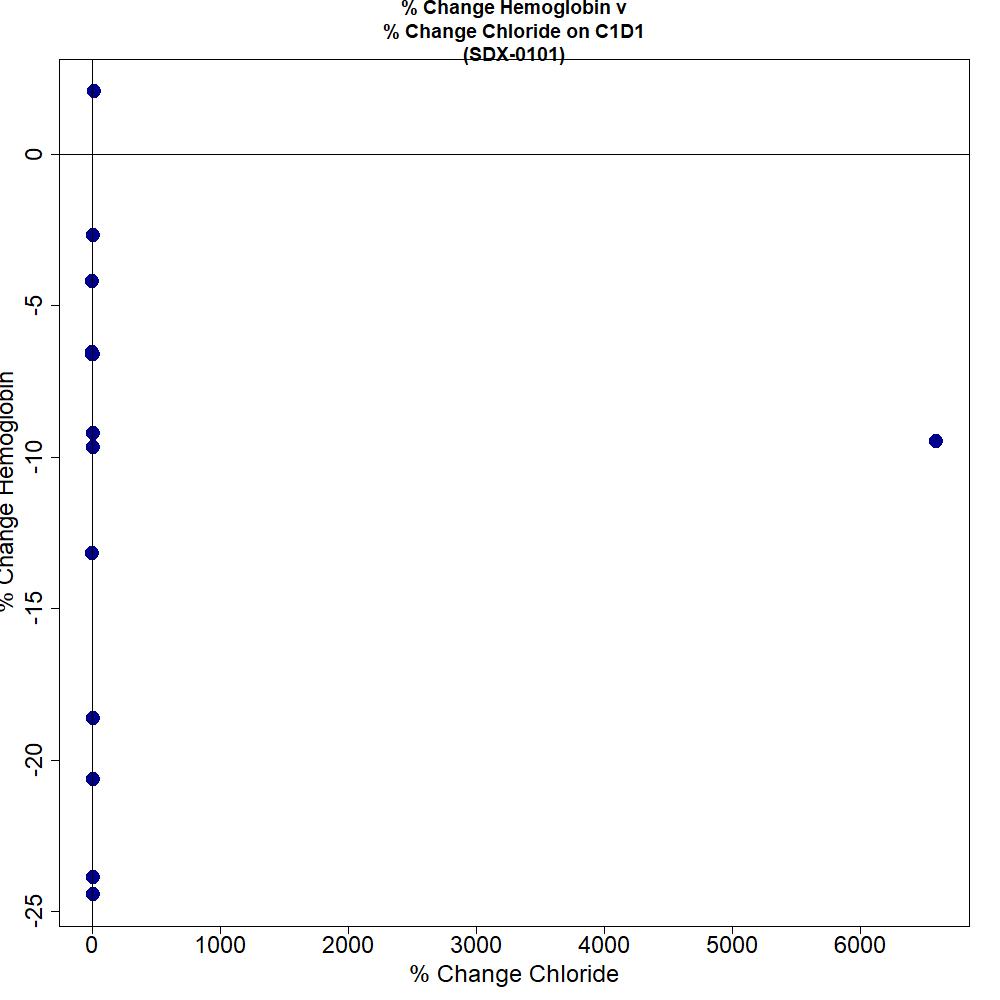 % Change Hemoglobin v
% Change Chloride on C1D1
(SDX-0101)
% Change Hemoglobin
0
-5
-10
-15
-20
-25
0 1000 2000 3000 4000 5000 6000
% Change Chloride